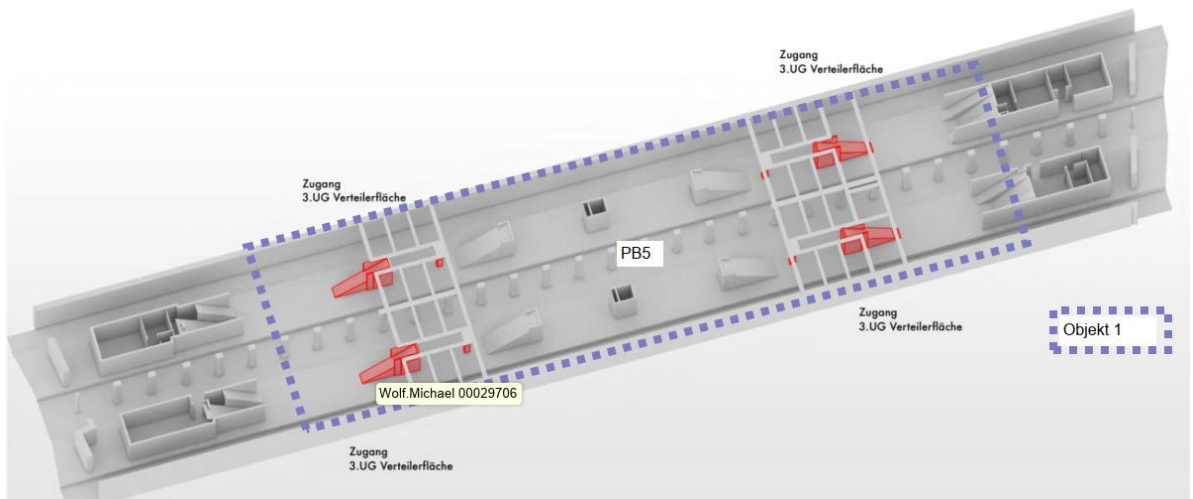 Zugang
3.UG Verteilerfläche
Zugang
3.UG Verteilerfläche
PB5
Zugang
3.UG Verteilerfläche
Objekt 1
Wolf.Michael 00029706
Zugang
3.UG Verteilerfläche